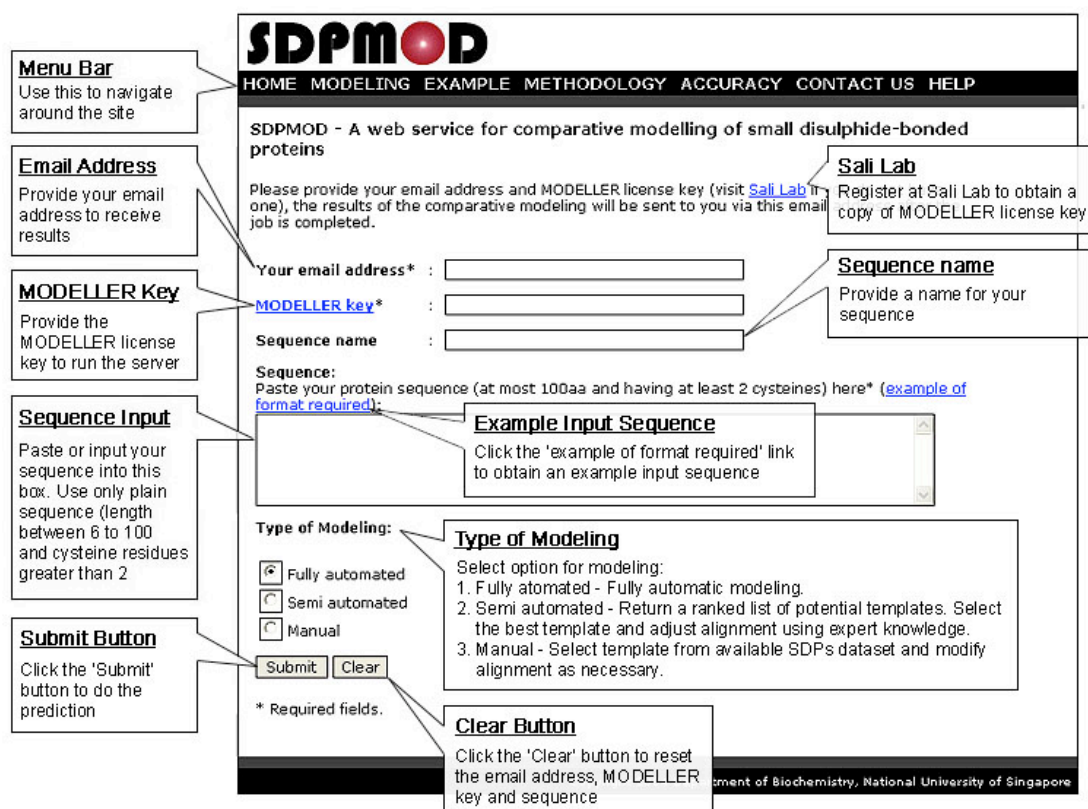 SDPMOD
HOME MODELING EXAMPLE METHODOLOGY ACCURACY CONTACT US HELP
Menu Bar
Use this to navigate
around the site
SDPMOD - A web service for comparative modelling of small disulphide-bonded
proteins
Email Address
Provide your email
address to receive
results
Please provide your email address and MODELLER license key (visit Sali Lab
one), the results of the comparative modeling will be sent to you via this email
job is completed.
Sali Lab
Register at Sali Lab to obtain a
copy of MODELLER license key
Your email address* :
MODELLER key* :
Sequence name :
MODELLER Key
Provide the
MODELLER license
key to run the server
Sequence name
Provide a name for your
sequence
Sequence:
Paste your protein sequence (at most 100aa and having at least 2 cysteines) here* (example of
format required):
Sequence Input
Paste or input your
sequence into this
box. Use only plain
sequence (length
between 6 to 100
and cysteine residues
greater than 2
Example Input Sequence
Click the 'example of format required' link
to obtain an example input sequence
Type of Modeling:
Fully automated
Semi automated
Manual
Type of Modeling
Select option for modeling:
1. Fully atomated - Fully automatic modeling.
2. Semi automated - Return a ranked list of potential templates. Select
the best template and adjust alignment using expert knowledge.
3. Manual - Select template from available SDPs dataset and modify
alignment as necessary.
Submit Button
Click the 'Submit'
button to do the
prediction
Submit Clear
* Required fields.
Clear Button
Click the 'Clear' button to reset
the email address, MODELLER
key and sequence
of Biochemistry, National University of Singapore